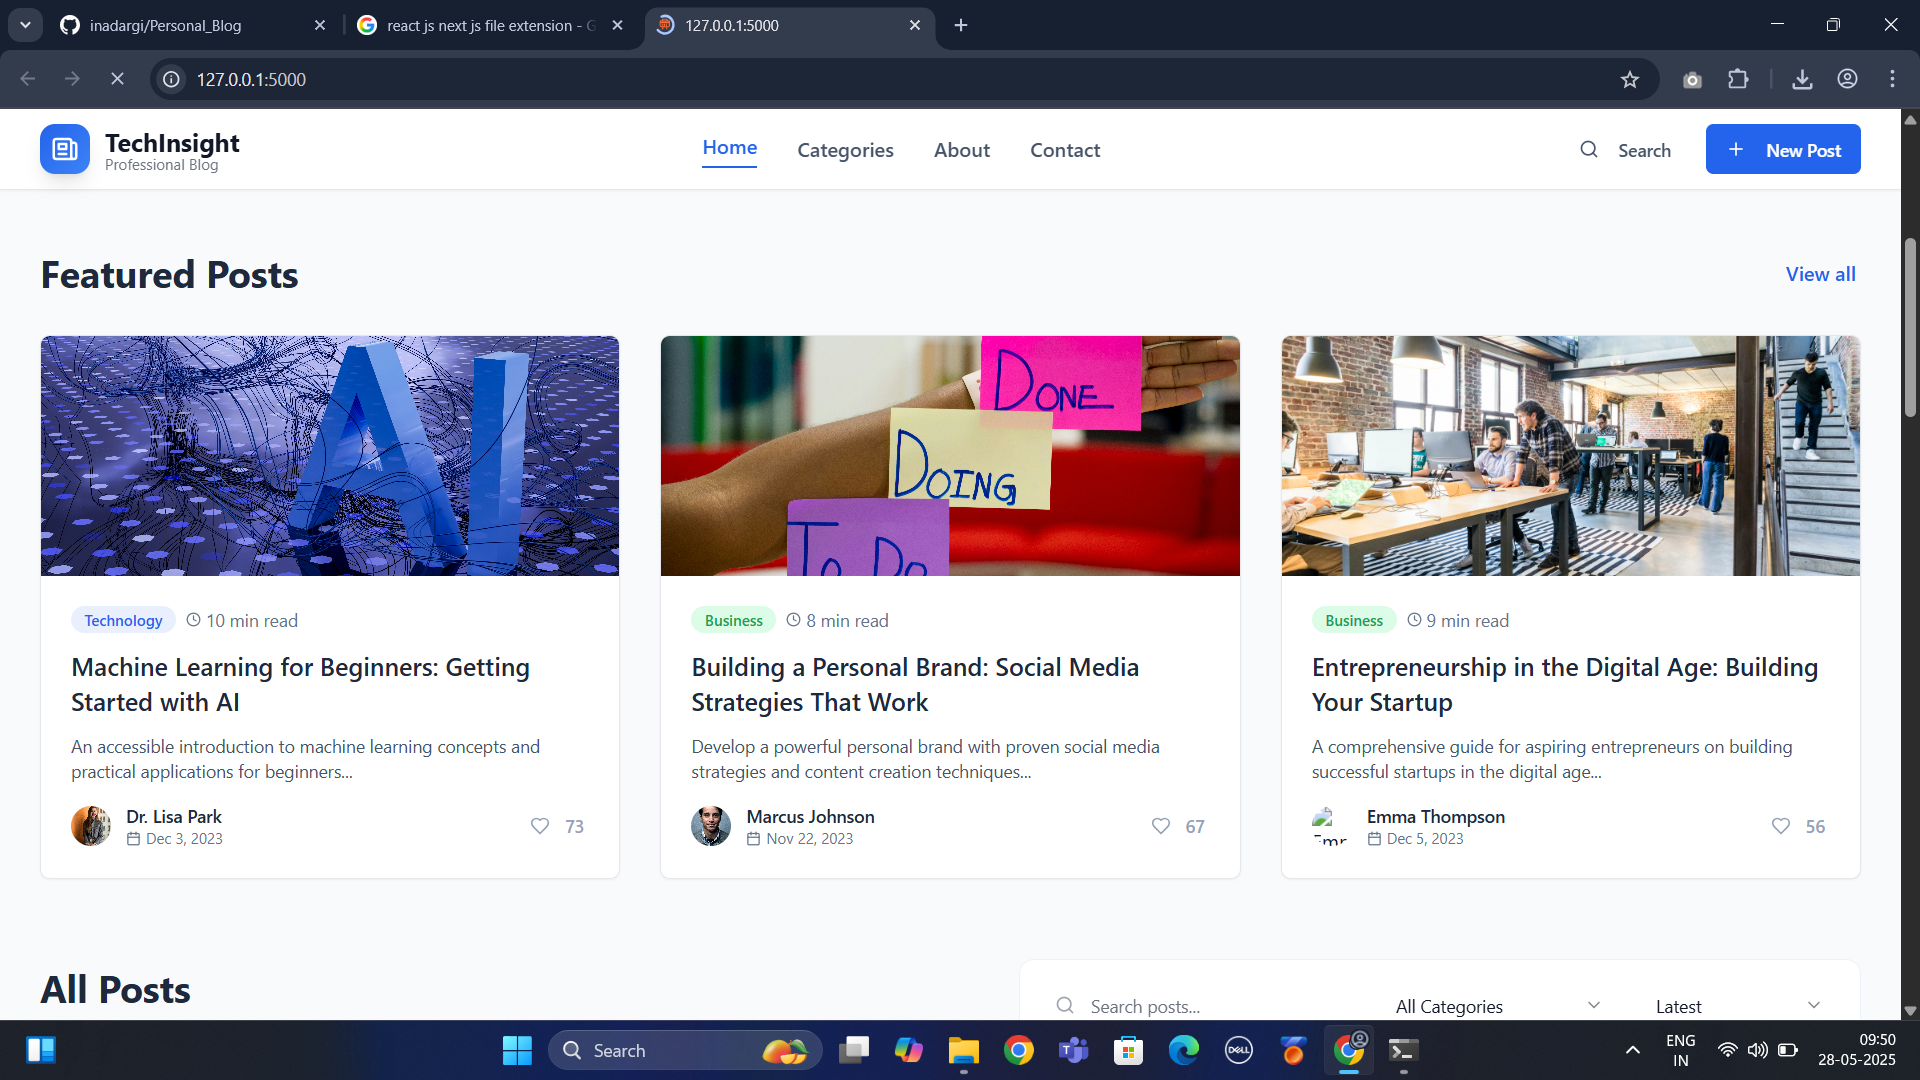 inadargi/Personal_Blog
react js next js file extension - G
127.0.0.1:5000
127.0.0.1:5000
TechInsight
Professional Blog
Home
Categories
About
Contact
Search
New Post
Featured Posts
View all
AI
DONE
DOING
TO DO
Technology
10 min read
Machine Learning for Beginners: Getting
Started with AI
An accessible introduction to machine learning concepts and
practical applications for beginners...
Dr. Lisa Park
Dec 3, 2023
73
Business
8 min read
Building a Personal Brand: Social Media
Strategies That Work
Develop a powerful personal brand with proven social media
strategies and content creation techniques...
Marcus Johnson
Nov 22, 2023
67
Business
9 min read
Entrepreneurship in the Digital Age: Building
Your Startup
A comprehensive guide for aspiring entrepreneurs on building
successful startups in the digital age...
Emma Thompson
Dec 5, 2023
56
All Posts
Search posts...
All Categories
Latest
Search
DELL
ENG
IN
09:50
28-05-2025